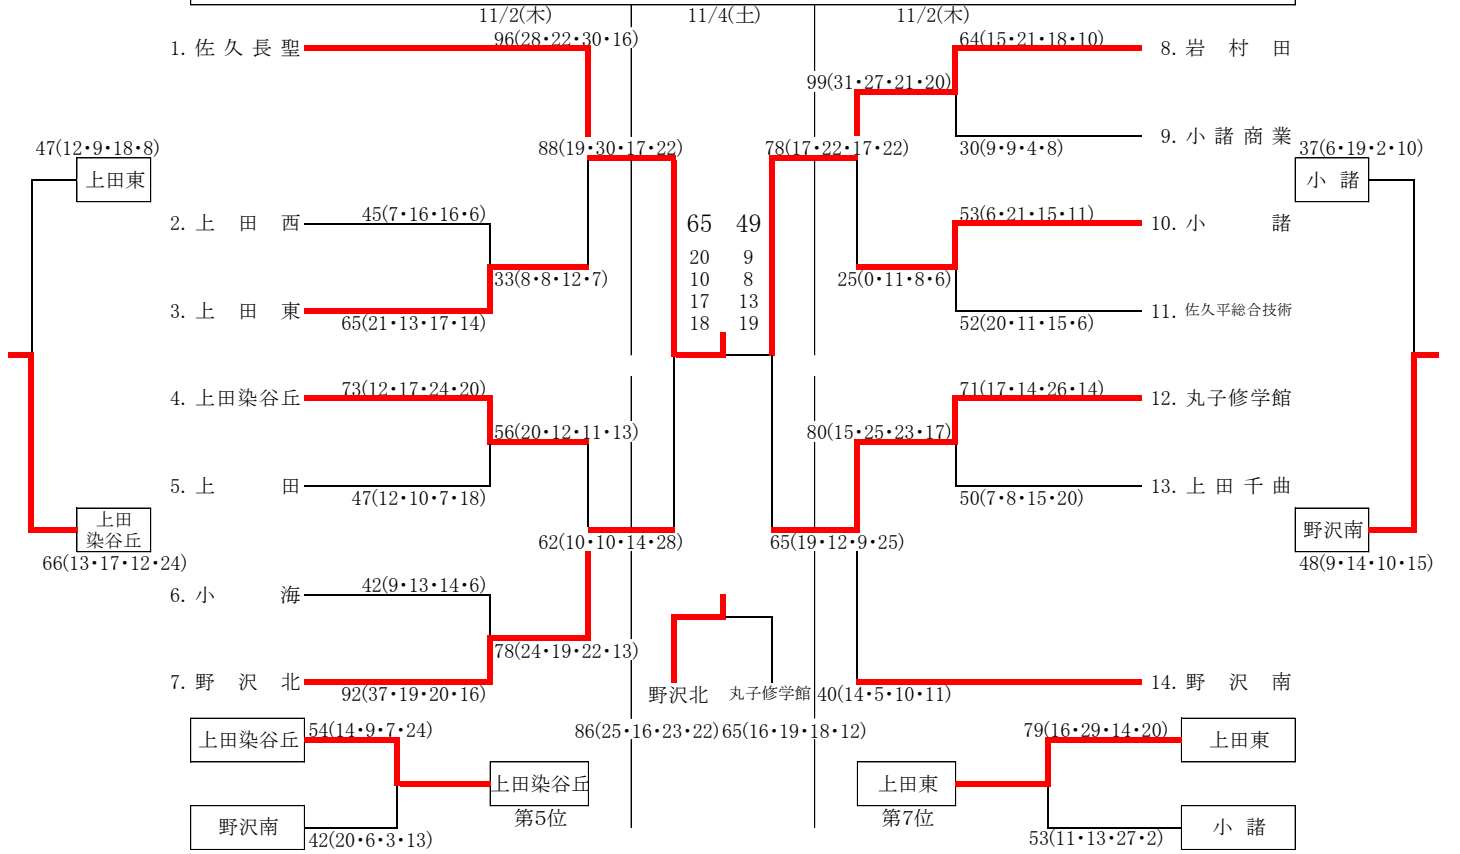 11/2(木)
11/4(土)
11/2(木)
1. 佐久長聖
96(28・22・30・16)
64(15・21・18・10)
8. 岩村田
99(31・27・21・20)
9. 小諸商業
30(9・9・4・8)
47(12・9・18・8)
上田東
88(19・30・17・22)
78(17・22・17・22)
37(6・19・2・10)
小諸
2. 上田西
45(7・16・16・6)
65 49
20 9
10 8
17 13
18 19
53(6・21・15・11)
10. 小諸
33(8・8・12・7)
25(0・11・8・6)
3. 上田東
65(21・13・17・14)
52(20・11・15・6)
11. 佐久平総合技術
4. 上田染谷丘
73(12・17・24・20)
71(17・14・26・14)
12. 丸子修学館
56(20・12・11・13)
80(15・25・23・17)
5. 上田
47(12・10・7・18)
50(7・8・15・20)
13. 上田千曲
上田
染谷丘
66(13・17・12・24)
62(10・10・14・28)
65(19・12・9・25)
野沢南
48(9・14・10・15)
6. 小海
42(9・13・14・6)
78(24・19・22・13)
7. 野沢北
92(37・19・20・16)
野沢北
丸子修学館
40(14・5・10・11)
14. 野沢南
86(25・16・23・22)
65(16・19・18・12)
上田染谷丘
54(14・9・7・24)
上田染谷丘
第5位
野沢南
42(20・6・3・13)
79(16・29・14・20)
上田東
上田東
第7位
53(11・13・27・2)
小諸